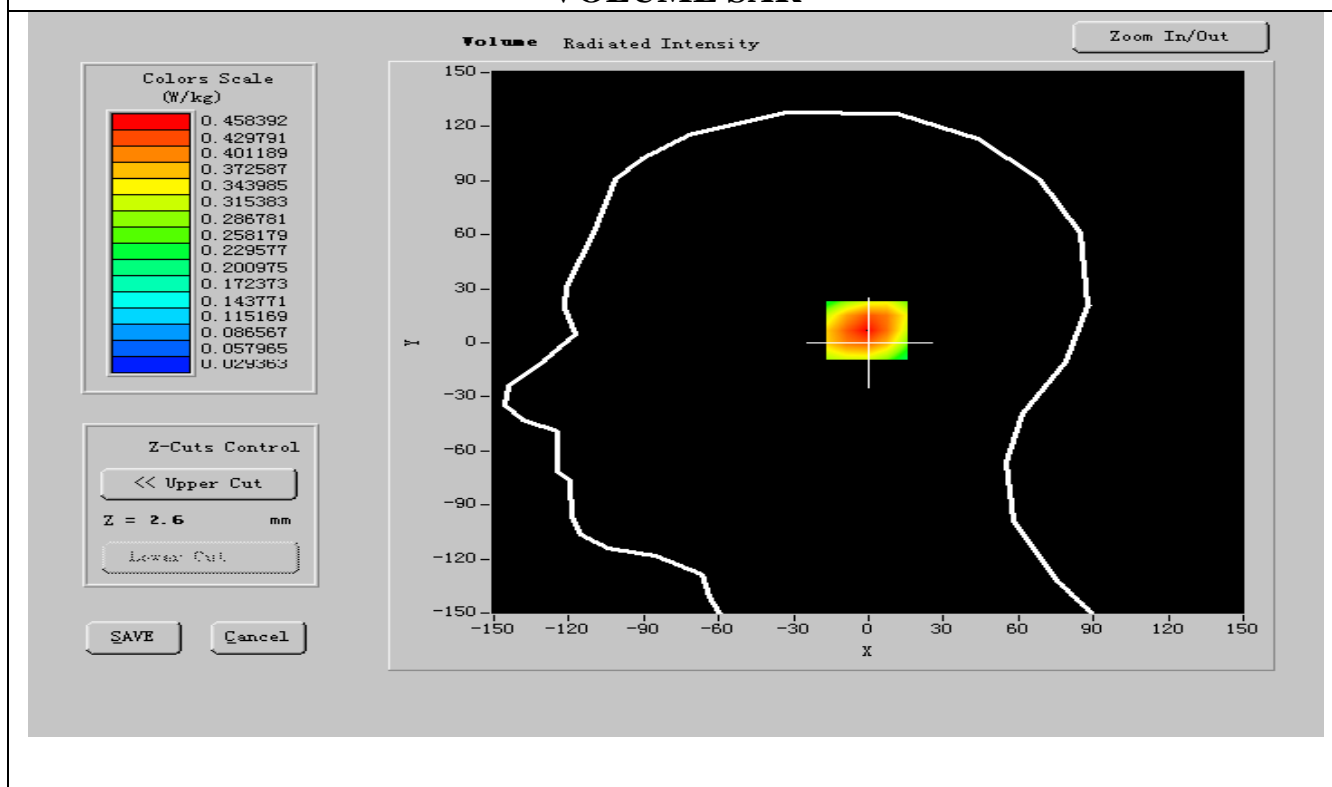 VOLUME SAR
Volume Radiated Intensity
Zoom In/Out
Colors Scale
(W/kg)
0.458392
0.429791
0.401189
0.372587
0.343985
0.315383
0.286781
0.258179
0.229577
0.200975
0.172373
0.143771
0.115169
0.086567
0.057965
0.029363
Z-Cuts Control
<< Upper Cut
Z = 2.6 mm
Lower Cut
SAVE Cancel
150
120
90
60
30
0
-30
-60
-90
-120
-150
Y
-150 -120 -90 -60 -30 0 30 60 90 120 150
X